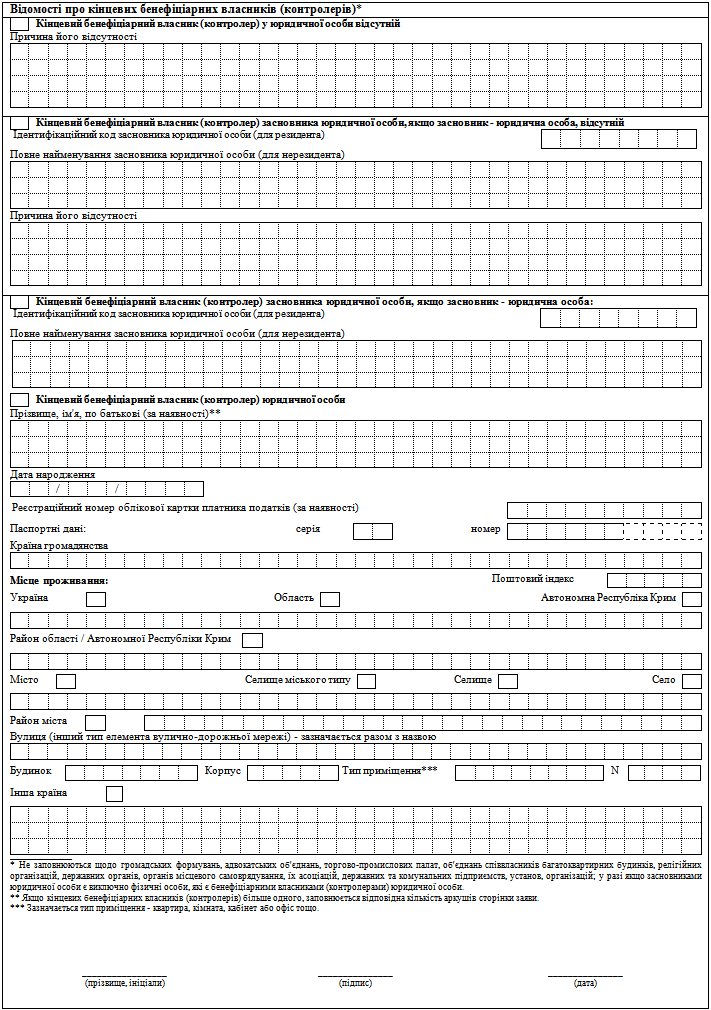 Відомості про кінцевих бенефіціарних власників (контролерів)*
Кінцевий бенефіціарний власник (контролер) у юридичної особи відсутній
Причина його відсутності
Кінцевий бенефіціарний власник (контролер) засновника юридичної особи, якщо засновник - юридична особа, відсутній
Ідентифікаційний код засновника юридичної особи (для резидента)
Повне найменування засновника юридичної особи (для нерезидента)
Причина його відсутності
Кінцевий бенефіціарний власник (контролер) засновника юридичної особи, якщо засновник - юридична особа:
Ідентифікаційний код засновника юридичної особи (для резидента)
Повне найменування засновника юридичної особи (для нерезидента)
Кінцевий бенефіціарний власник (контролер) юридичної особи
Прізвище, ім'я, по батькові (за наявності)**
Дата народження
/ /
Реєстраційний номер облікової картки платника податків (за наявності)
Паспортні дані: серія номер
Країна громадянства
Місце проживання: Поштовий індекс
Україна Область Автономна Республіка Крим
Район області / Автономної Республіки Крим
Місто Селище міського типу Селище Село
Район міста
Вулиця (інший тип елемента вулично-дорожньої мережі) - зазначається разом з назвою
Будинок Корпус Тип приміщення*** N
Інша країна
* Не заповнюються щодо громадських формувань, адвокатських об'єднань, торгово-промислових палат, об'єднань співвласників багатоквартирних будинків, релігійних
організацій, державних органів, органів місцевого самоврядування, їх асоціацій, державних та комунальних підприємств, установ, організацій; у разі якщо засновниками
юридичної особи є виключно фізичні особи, які є бенефіціарними власниками (контролерами) юридичної особи.
** Якщо кінцевих бенефіціарних власників (контролерів) більше одного, заповнюється відповідна кількість аркушів сторінки заяви.
*** Зазначається тип приміщення - квартира, кімната, кабінет або офіс тощо.
(прізвище, ініціали) (підпис) (дата)